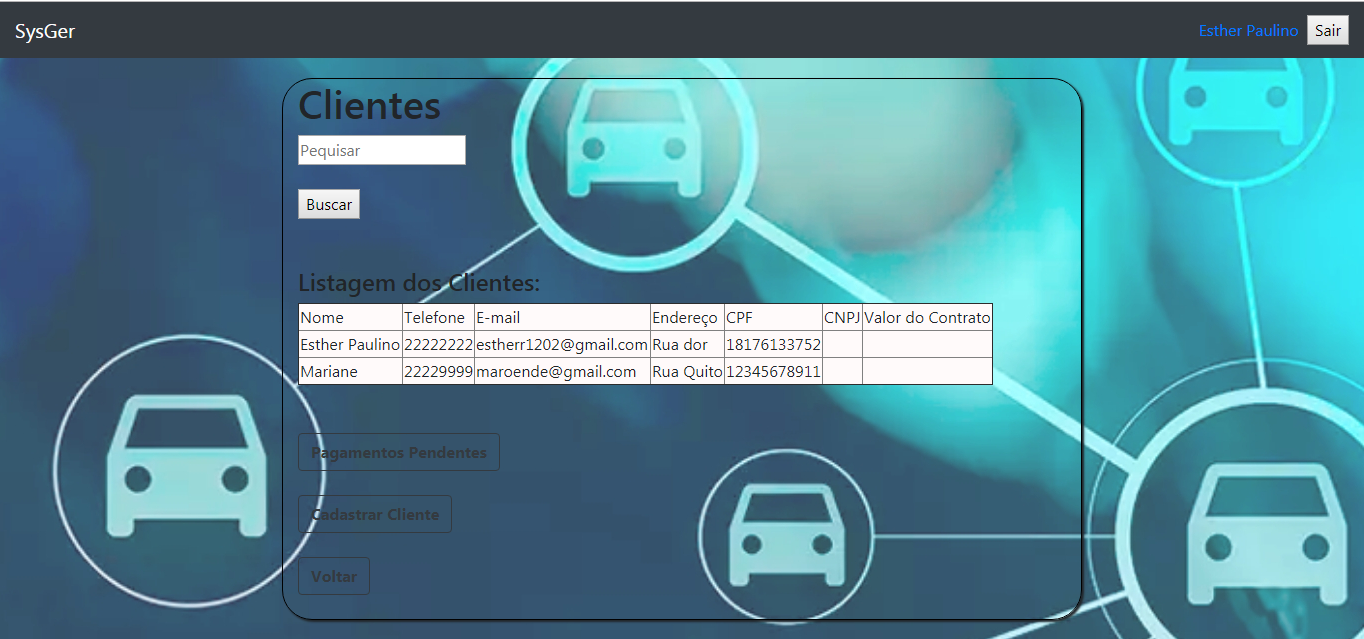 SysGer Esther Paulino Sair
Clientes
Pequisar
Buscar
Listagem dos Clientes:
Nome Telefone E-mail Endereço CPF CNPJ Valor do Contrato
Esther Paulino 22222222 estherr1202@gmail.com Rua dor 18176133752
Mariane 22229999 maroende@gmail.com Rua Quito 12345678911
Pagamentos Pendentes
Cadastrar Cliente
Voltar